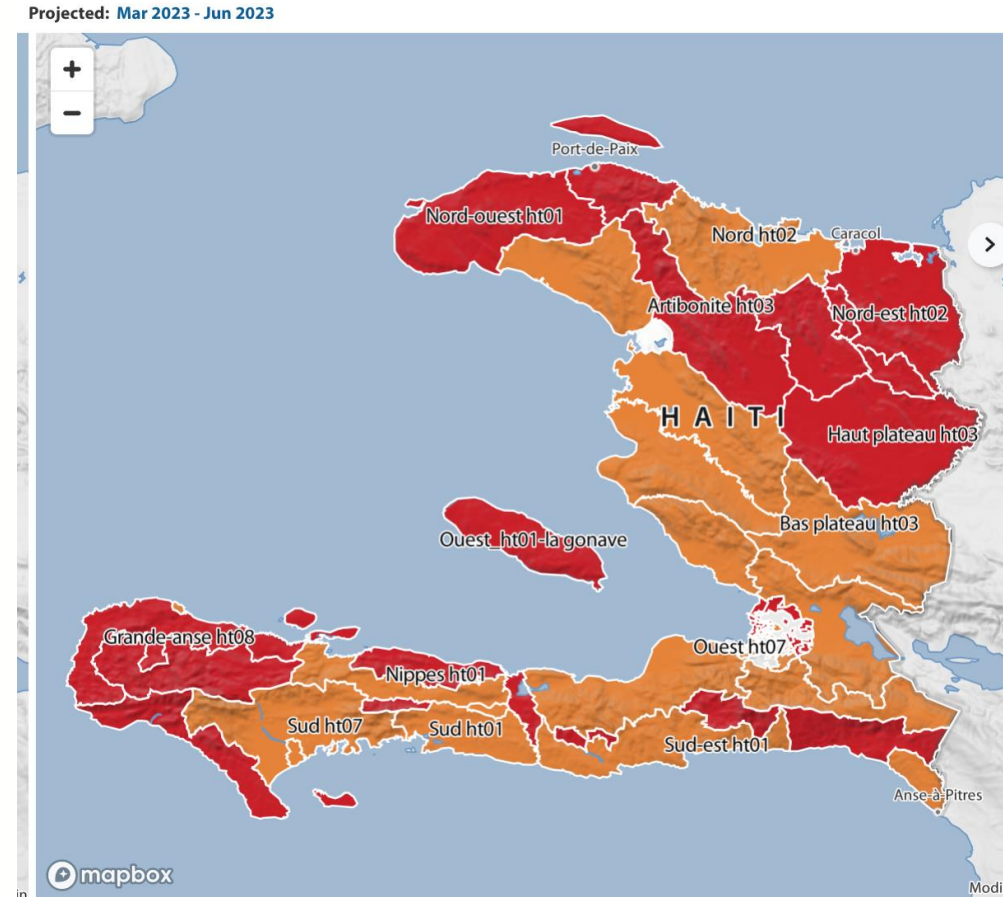 Projected: Mar 2023 - Jun 2023
+
−
Port-de-Paix
Nord-ouest ht01
Nord ht02
Caracol
Artibonite ht03
Nord-est ht02
HAITI
Haut plateau ht03
Bas plateau ht03
Ouest_ht01-la gonave
Grande-anse ht08
Ouest ht07
Nippes ht01
Sud ht07
Sud ht01
Sud-est ht01
Anse-à-Pitres
mapbox
Modi
in